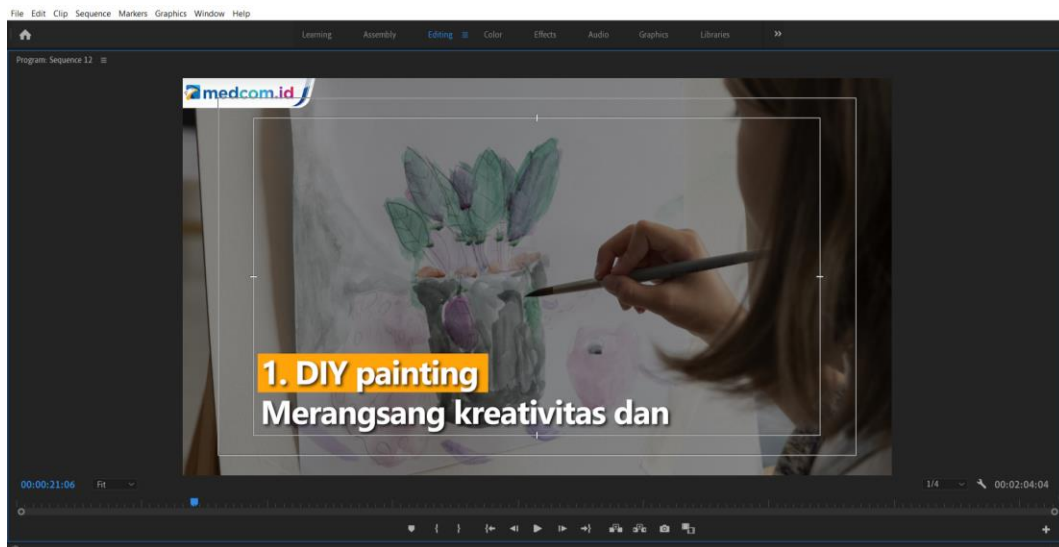 File Edit Clip Sequence Markers Graphics Window Help
Learning Assembly Editing Color Effects Audio Graphics Libraries
Program: Sequence 12
medcom.id
1. DIY painting
Merangsang kreativitas dan
00:00:21:06 Fit 1/4 00:02:04:04